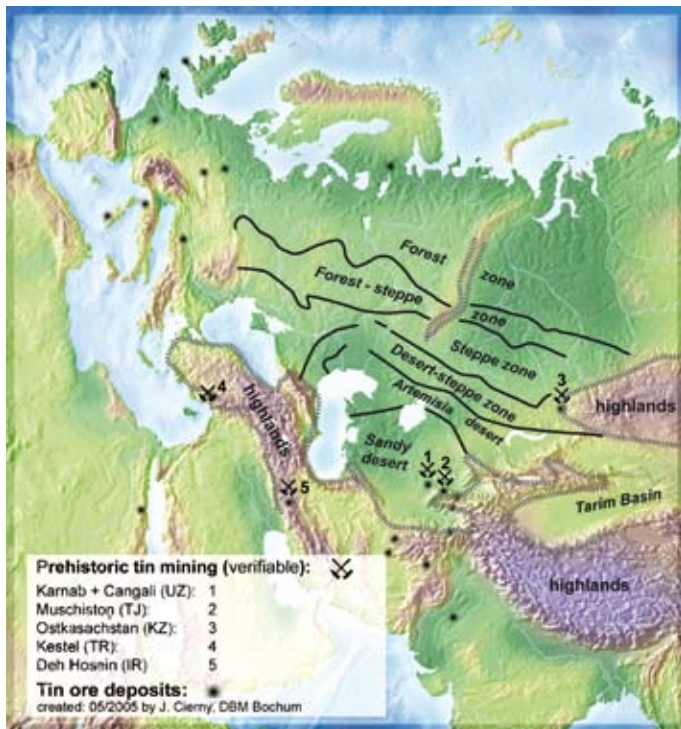 Forest
zone
Forest - steppe
zone
Steppe zone
Desert-steppe zone
Artemisia
desert
Sandy
desert
highlands
4
5
3
highlands
1
2
Tarim Basin
highlands
Prehistoric tin mining (verifiable):
Karnab + Cangali (UZ): 1
Muschiston (TJ): 2
Ostkasachstan (KZ): 3
Kestel (TR): 4
Deh Hosein (IR) 5
Tin ore deposits:
created: 05/2005 by J. Cierny, DBM Bochum